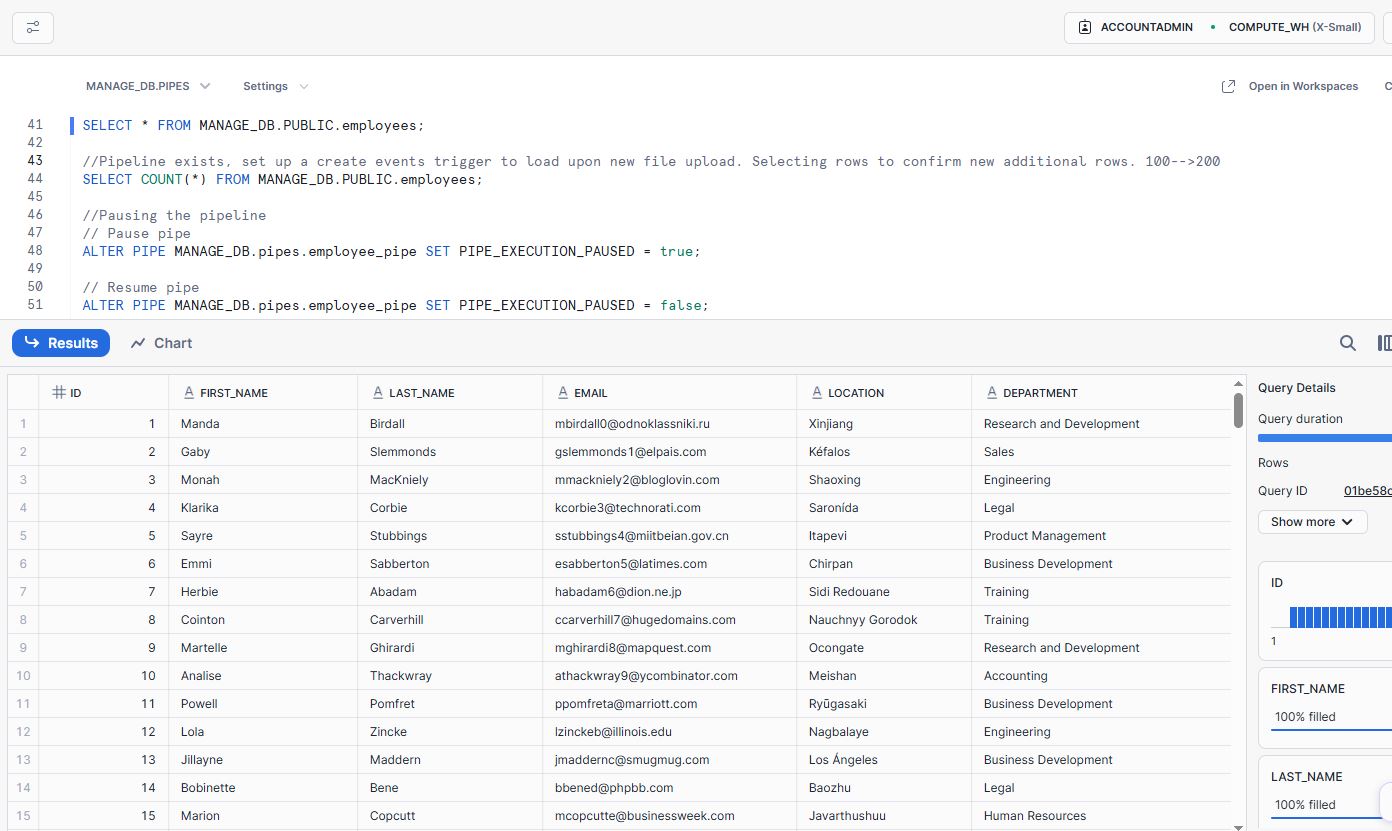 ACCOUNTADMIN • COMPUTE_WH (X-Small)
MANAGE_DB.PIPES Settings Open in Workspaces C
41 SELECT * FROM MANAGE_DB.PUBLIC.employees;
42
43 //Pipeline exists, set up a create events trigger to load upon new file upload. Selecting rows to confirm new additional rows. 100-->200
44 SELECT COUNT(*) FROM MANAGE_DB.PUBLIC.employees;
45
46 //Pausing the pipeline
47 // Pause pipe
48 ALTER PIPE MANAGE_DB.pipes.employee_pipe SET PIPE_EXECUTION_PAUSED = true;
49
50 // Resume pipe
51 ALTER PIPE MANAGE_DB.pipes.employee_pipe SET PIPE_EXECUTION_PAUSED = false;
Results Chart
# ID A FIRST_NAME A LAST_NAME A EMAIL A LOCATION A DEPARTMENT
1 1 Manda Birdall mbirdall0@odnoklassniki.ru Xinjiang Research and Development
2 2 Gaby Slemmonds gslemmonds1@elpais.com Kéfalos Sales
3 3 Monah MacKniely mmackniely2@bloglovin.com Shaoxing Engineering
4 4 Klarika Corbie kcorbie3@technorati.com Saronída Legal
5 5 Sayre Stubbings sstubbings4@miitbeian.gov.cn Itapevi Product Management
6 6 Emmi Sabberton esabberton5@latimes.com Chirpan Business Development
7 7 Herbie Abadam habadam6@dion.ne.jp Sidi Redouane Training
8 8 Cointon Carverhill ccarverhill7@hugedomains.com Nauchnyy Gorodok Training
9 9 Martelle Ghirardi mghirardi8@mapquest.com Ocongate Research and Development
10 10 Analise Thackwray athackwray9@ycombinator.com Meishan Accounting
11 11 Powell Pomfret ppomfreta@marriott.com Ryūgasaki Business Development
12 12 Lola Zincke lzinckeb@illinois.edu Nagbalaye Engineering
13 13 Jillayne Maddern jmaddernc@smugmug.com Los Ángeles Business Development
14 14 Bobinette Bene bbened@phpbb.com Baozhu Legal
15 15 Marion Copcutt mcopcutte@businessweek.com Javarthushuu Human Resources
Query Details
Query duration
Rows
Query ID 01be58c
Show more
ID
1
FIRST_NAME
100% filled
LAST_NAME
100% filled